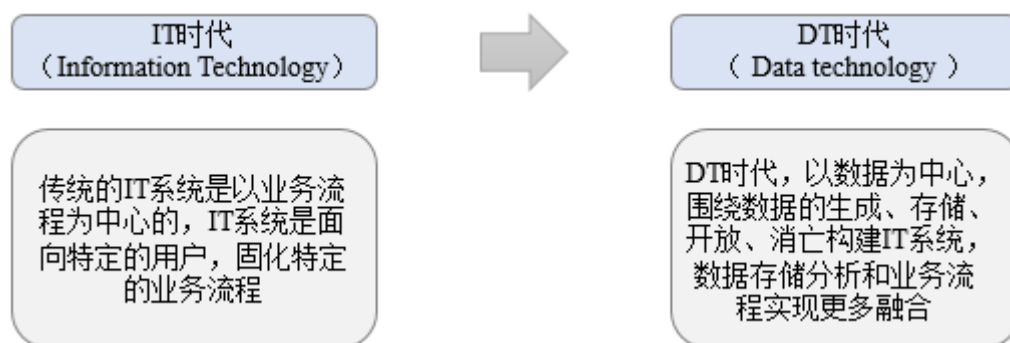 IT时代
（Information Technology）
DT时代
（ Data technology ）
传统的IT系统是以业务流
程为中心的，IT系统是面
向特定的用户，固化特定
的业务流程
DT时代，以数据为中心，
围绕数据的生成、存储、
开放、消亡构建IT系统，
数据存储分析和业务流
程实现更多融合